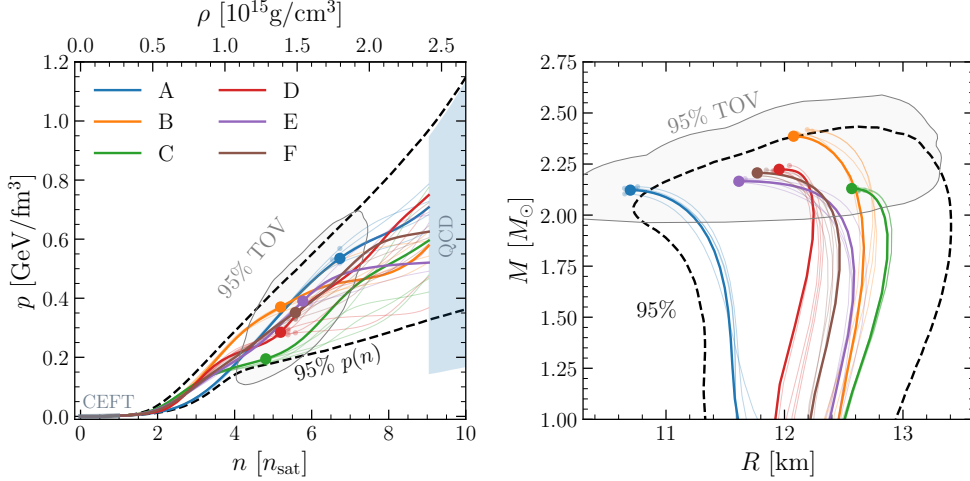 ρ [10¹⁵g/cm³]
0.0 0.5 1.0 1.5 2.0 2.5
1.2
1.0
0.8
0.6
0.4
0.2
0.0
p [GeV/fm³]
A D
B E
C F
95% TOV
QCD
95% p(n)
CEFT
0 2 4 6 8 10
n [n_sat]
2.75
2.50
2.25
2.00
1.75
1.50
1.25
1.00
M [M⊙]
95% TOV
95%
11 12 13
R [km]